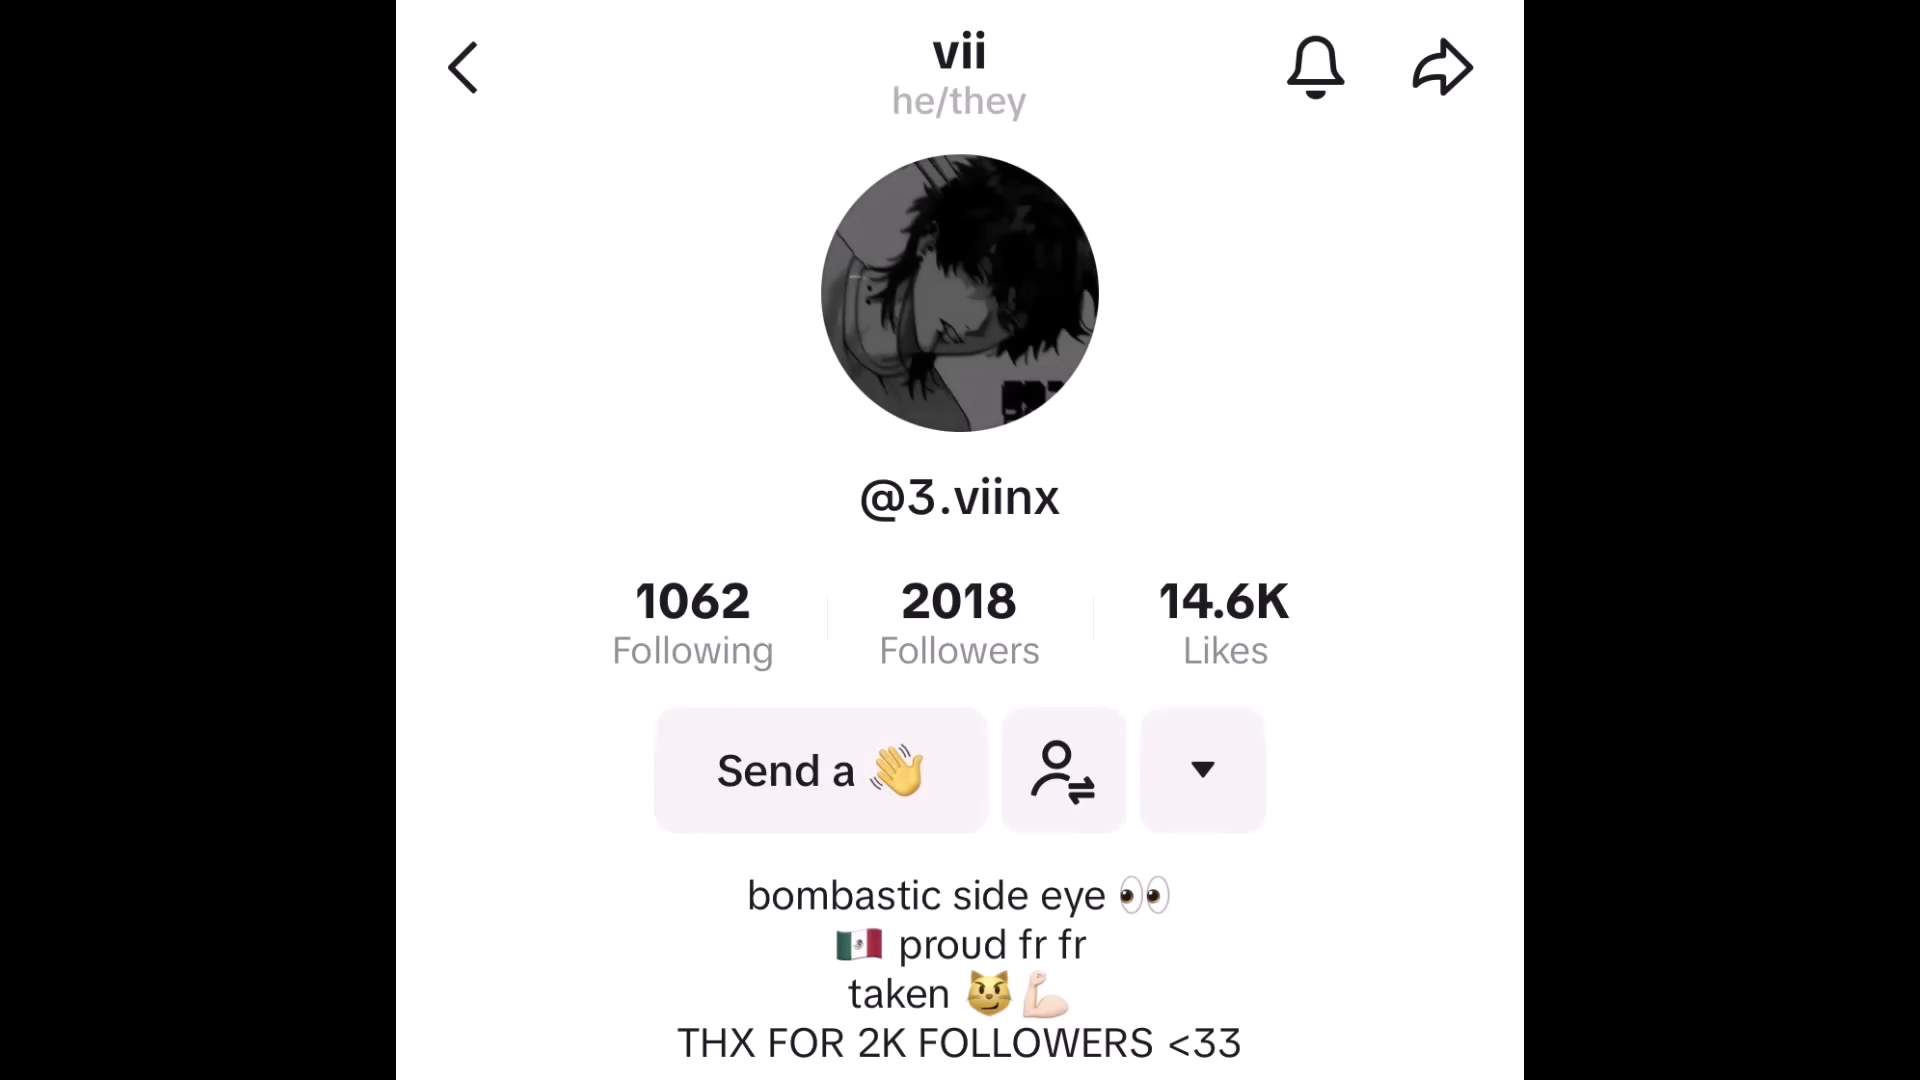 vii
he/they
@3.viinx
1062 2018 14.6K
Following Followers Likes
Send a 👋
bombastic side eye 👀
🇲🇽 proud fr fr
taken 😼💪🏻
THX FOR 2K FOLLOWERS <33